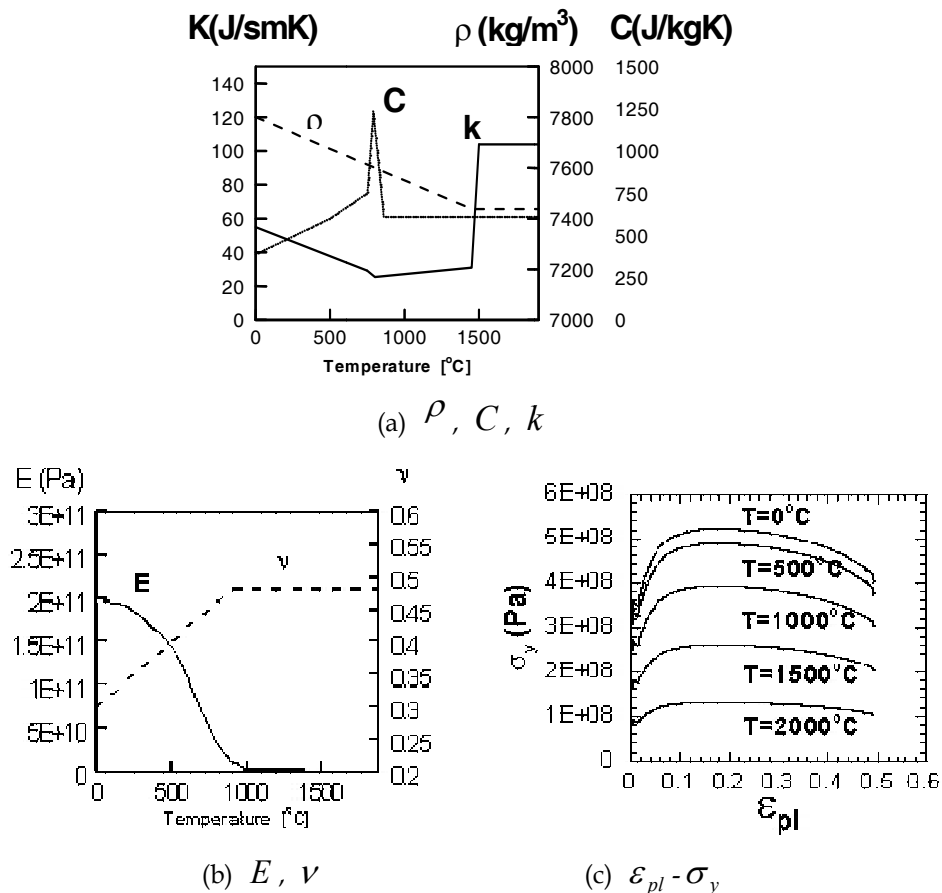 K(J/smK) ρ (kg/m³) C(J/kgK)
140 8000 1500
120 7800 1250
100 7600 1000
80 750
60 7400 500
40 7200 250
20
0 7000 0
ρ C k
0 500 1000 1500
Temperature [°C]
(a) ρ , C , k
E (Pa) ν
3E+11 0.6
2.5E+11 0.55
2E+11 0.5
1.5E+11 0.45
1E+11 0.4
5E+10 0.35
0 0.3
0.25
0.2
E ν
0 500 1000 1500
Temperature [°C]
(b) E , ν
σy (Pa)
6E+08
5E+08
4E+08
3E+08
2E+08
1E+08
0
T=0°C
T=500°C
T=1000°C
T=1500°C
T=2000°C
0 0.1 0.2 0.3 0.4 0.5 0.6
εpl
(c) εpl - σy